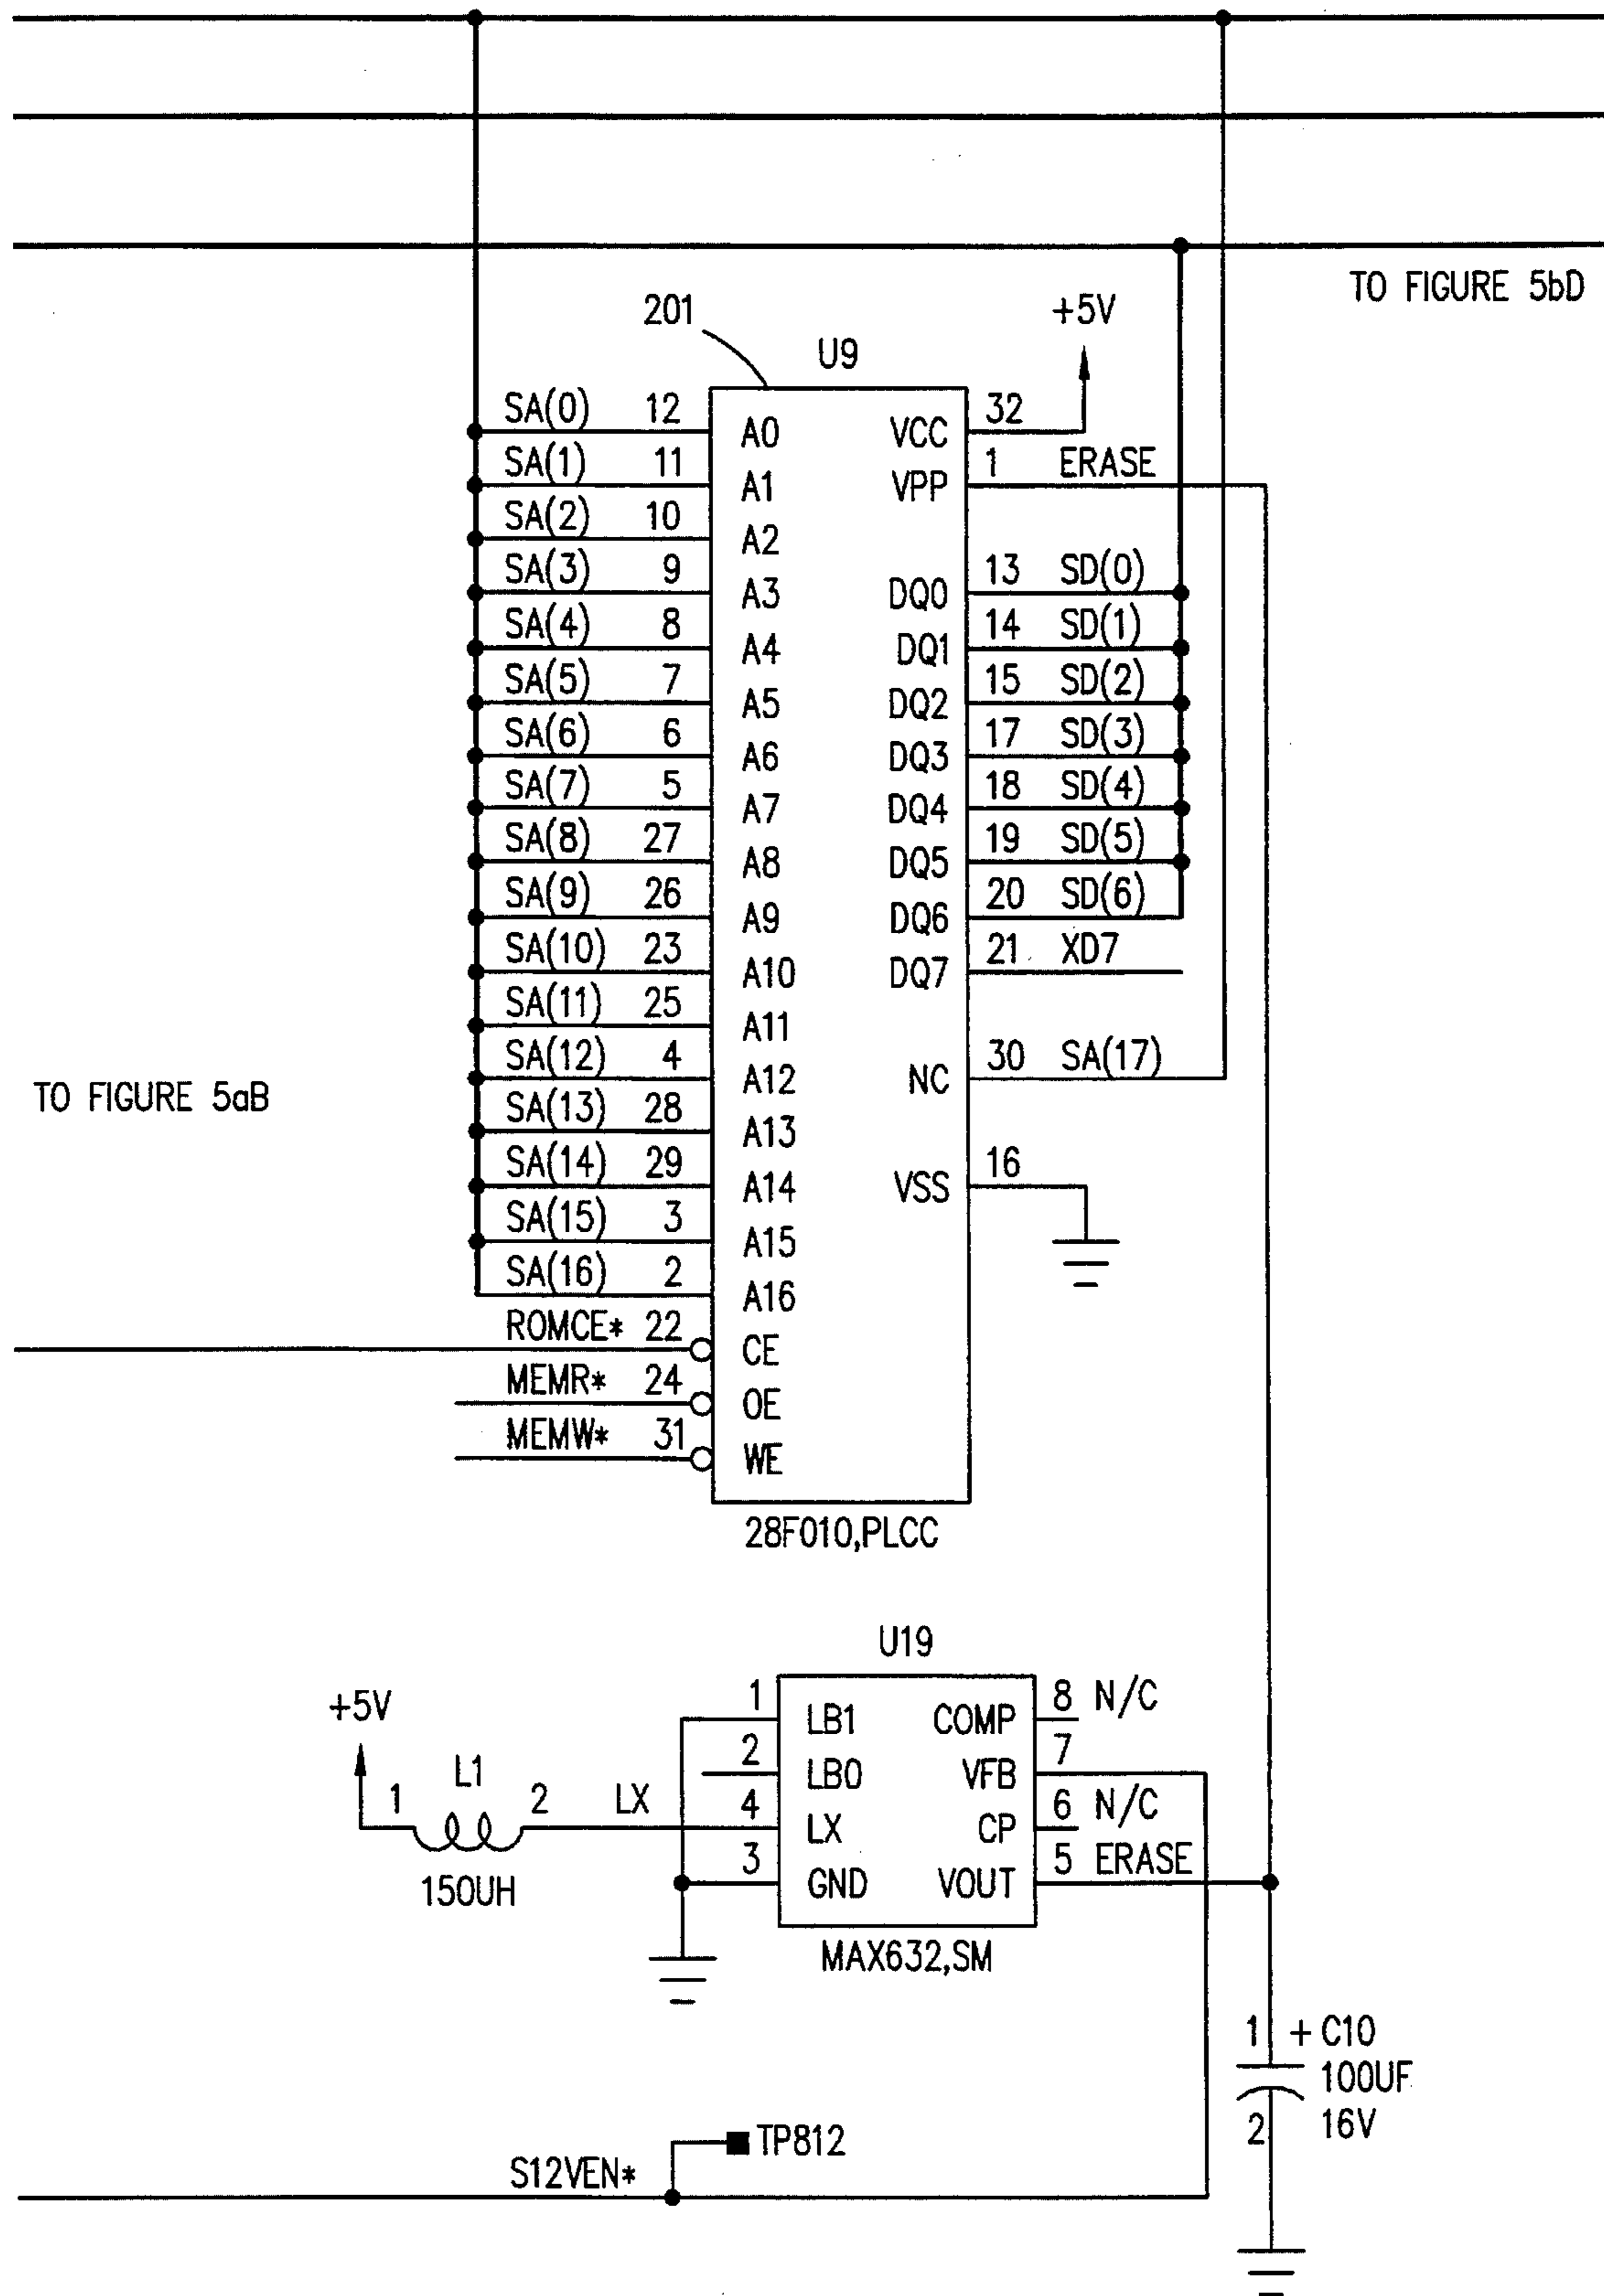 TO FIGURE 5bD
201
U9
+5V
SA(0) 12 A0 VCC 32
SA(1) 11 A1 VPP 1 ERASE
SA(2) 10 A2
SA(3) 9 A3 DQ0 13 SD(0)
SA(4) 8 A4 DQ1 14 SD(1)
SA(5) 7 A5 DQ2 15 SD(2)
SA(6) 6 A6 DQ3 17 SD(3)
SA(7) 5 A7 DQ4 18 SD(4)
SA(8) 27 A8 DQ5 19 SD(5)
SA(9) 26 A9 DQ6 20 SD(6)
SA(10) 23 A10 DQ7 21 XD7
SA(11) 25 A11
SA(12) 4 A12 NC 30 SA(17)
TO FIGURE 5aB
SA(13) 28 A13
SA(14) 29 A14 VSS 16
SA(15) 3 A15
SA(16) 2 A16
ROMCE* 22 CE
MEMR* 24 OE
MEMW* 31 WE
28F010,PLCC
U19
+5V
1 LB1 COMP 8 N/C
2 LB0 VFB 7
L1
1 2 LX 4 LX CP 6 N/C
3 GND VOUT 5 ERASE
150UH
MAX632,SM
1 + C10
100UF
16V
2
TP812
S12VEN*